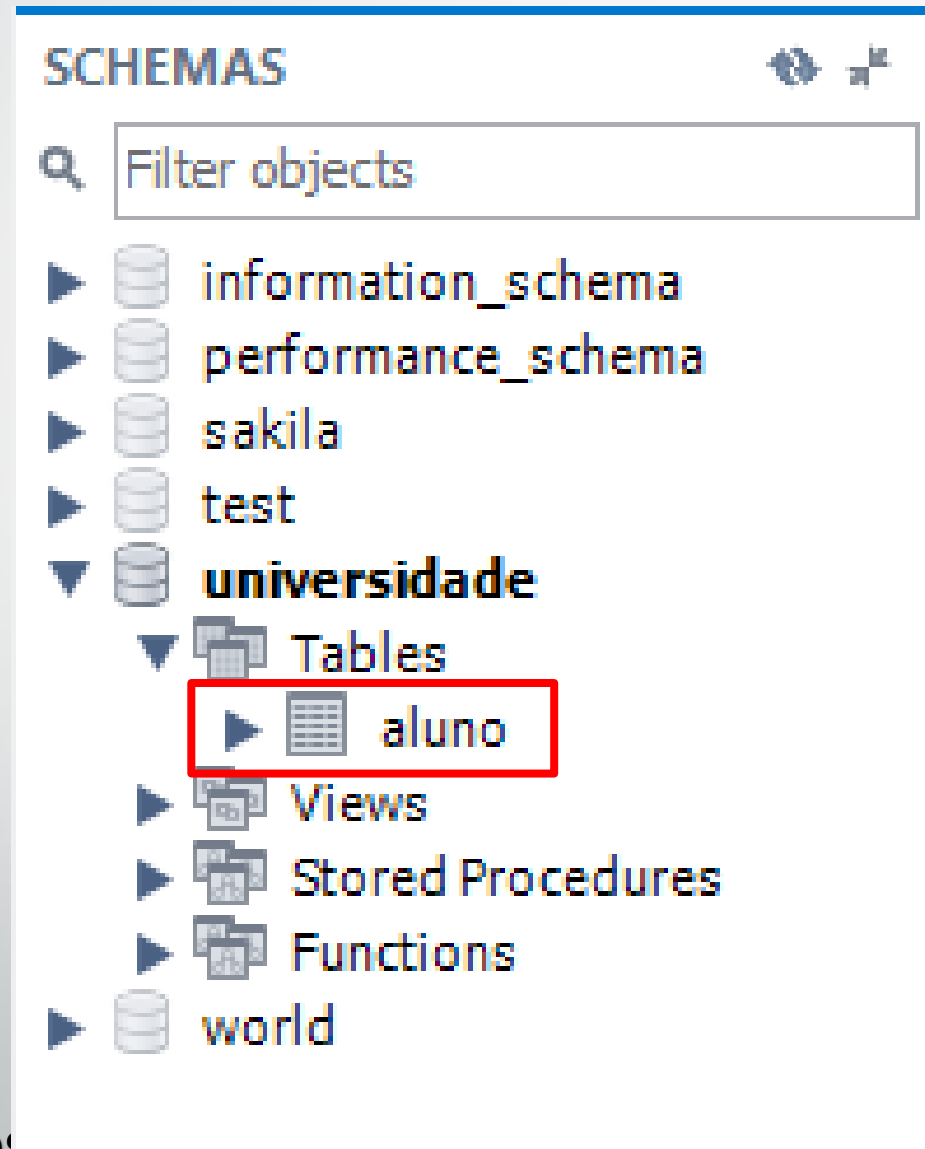 SCHEMAS
Filter objects
information_schema
performance_schema
sakila
test
universidade
Tables
aluno
Views
Stored Procedures
Functions
world